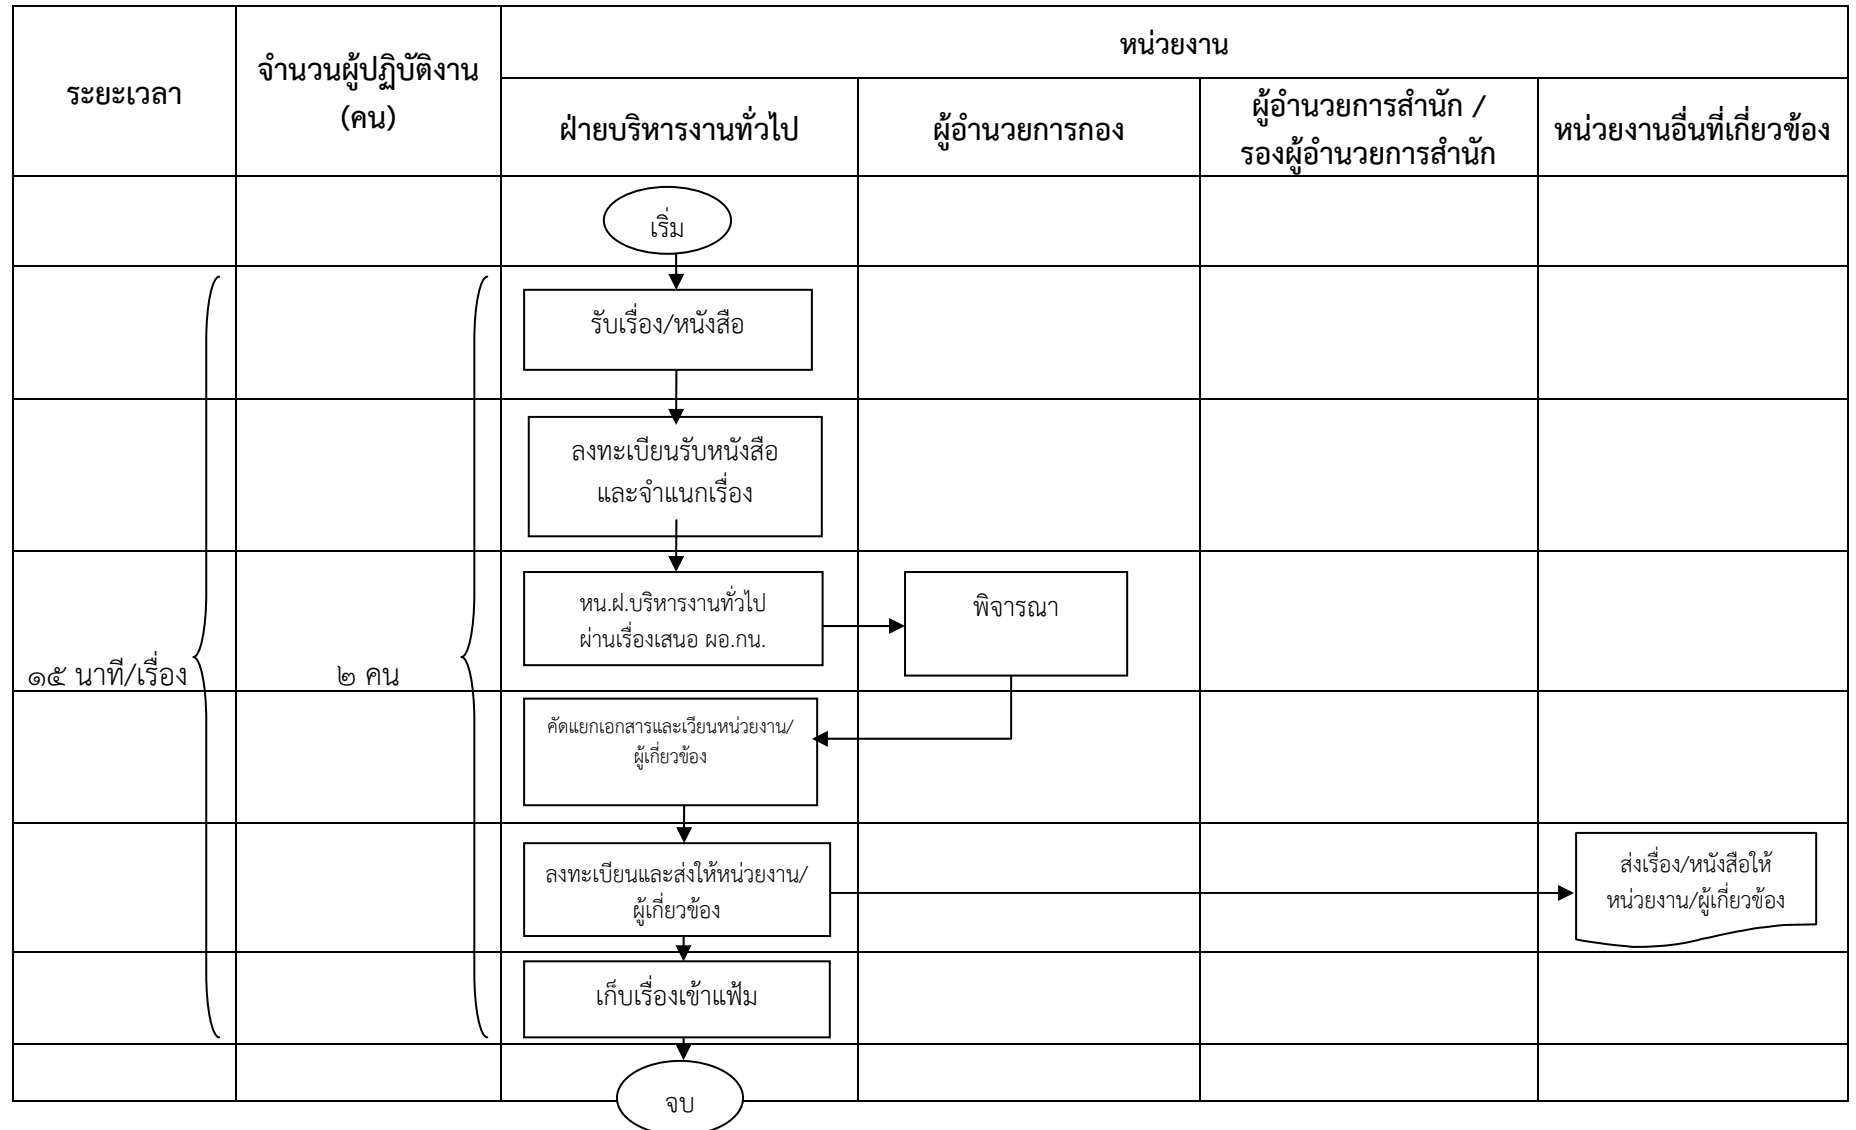 หน่วยงาน
ระยะเวลา
จำนวนผู้ปฏิบัติงาน
(คน)
ฝ่ายบริหารงานทั่วไป
ผู้อำนวยการกอง
ผู้อำนวยการสำนัก /
รองผู้อำนวยการสำนัก
หน่วยงานอื่นที่เกี่ยวข้อง
เริ่ม
รับเรื่อง/หนังสือ
ลงทะเบียนรับหนังสือ
และจำแนกเรื่อง
หน.ฝ.บริหารงานทั่วไป
ผ่านเรื่องเสนอ ผอ.กน.
พิจารณา
๑๕ นาที/เรื่อง
๒ คน
คัดแยกเอกสารและเวียนหน่วยงาน/
ผู้เกี่ยวข้อง
ลงทะเบียนและส่งให้หน่วยงาน/
ผู้เกี่ยวข้อง
ส่งเรื่อง/หนังสือให้
หน่วยงาน/ผู้เกี่ยวข้อง
เก็บเรื่องเข้าแฟ้ม
จบ